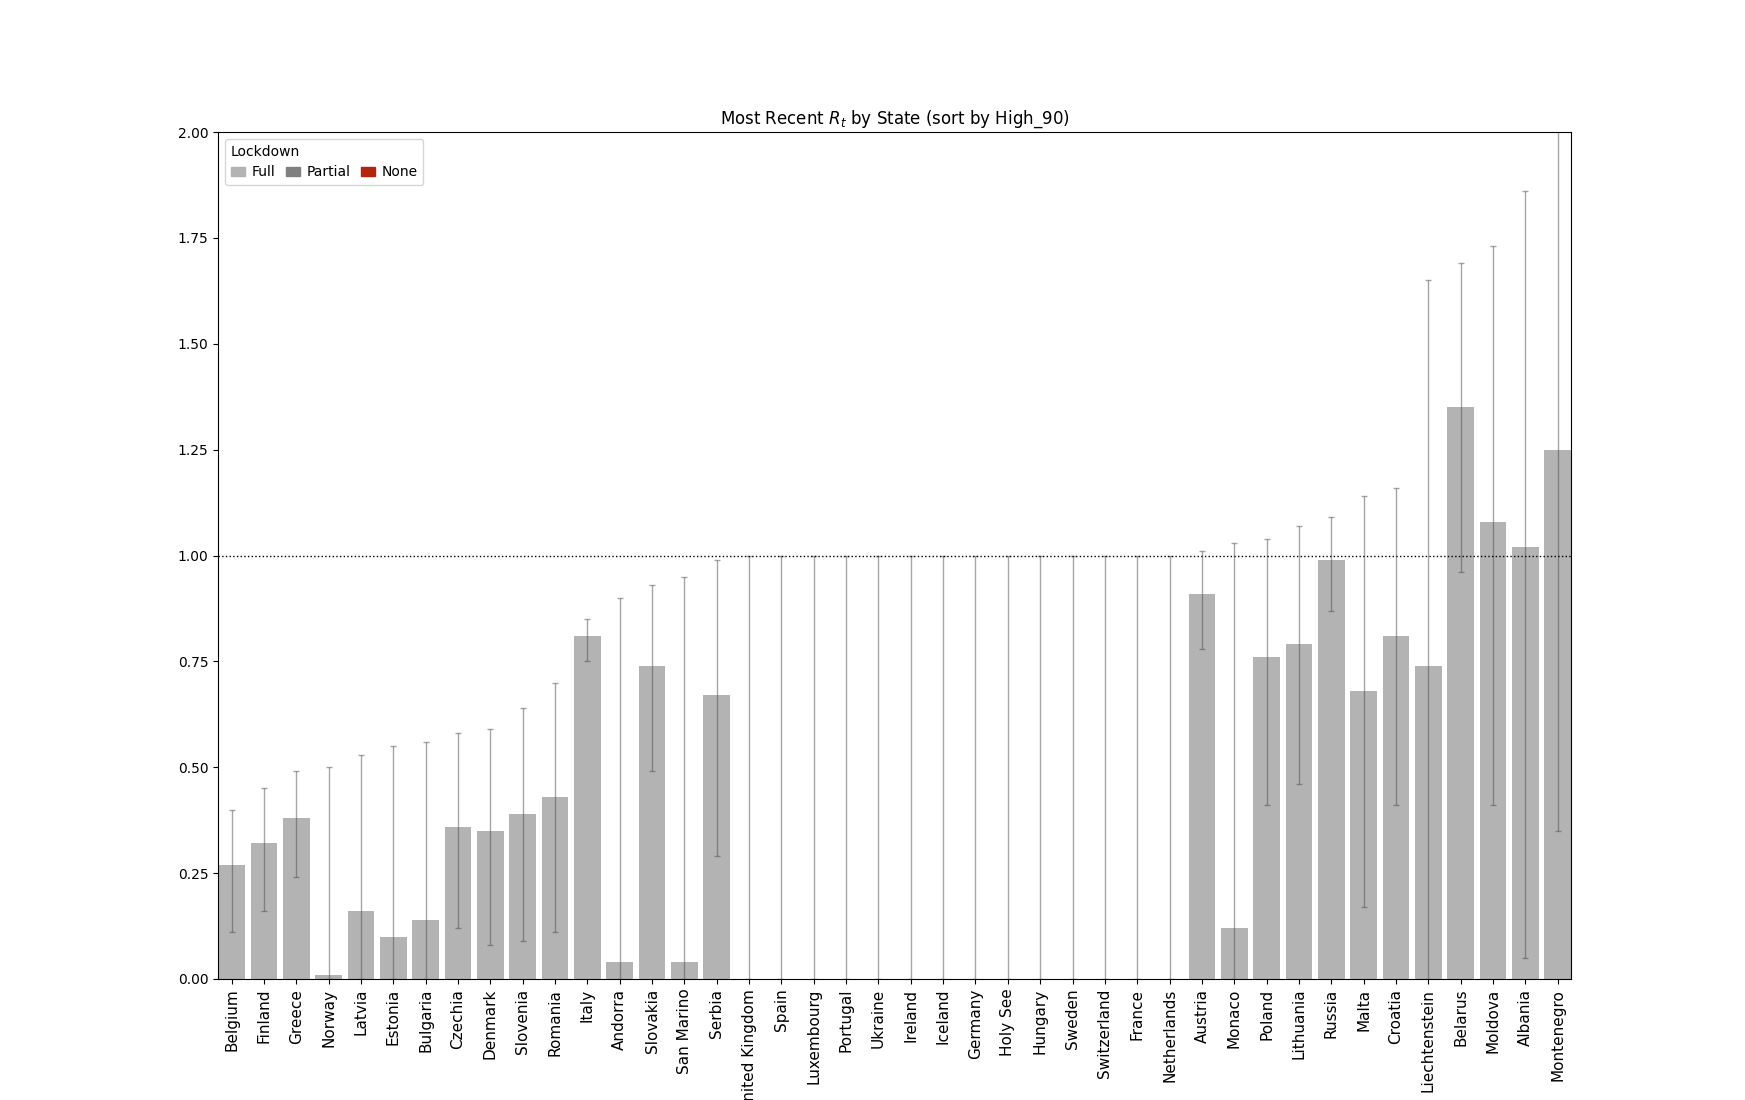 Most Recent R_t by State (sort by High_90)
Lockdown
Full Partial None
2.00
1.75
1.50
1.25
1.00
0.75
0.50
0.25
0.00
Belgium
Finland
Greece
Norway
Latvia
Estonia
Bulgaria
Czechia
Denmark
Slovenia
Romania
Italy
Andorra
Slovakia
San Marino
Serbia
nited Kingdom
Spain
Luxembourg
Portugal
Ukraine
Ireland
Iceland
Germany
Holy See
Hungary
Sweden
Switzerland
France
Netherlands
Austria
Monaco
Poland
Lithuania
Russia
Malta
Croatia
Liechtenstein
Belarus
Moldova
Albania
Montenegro